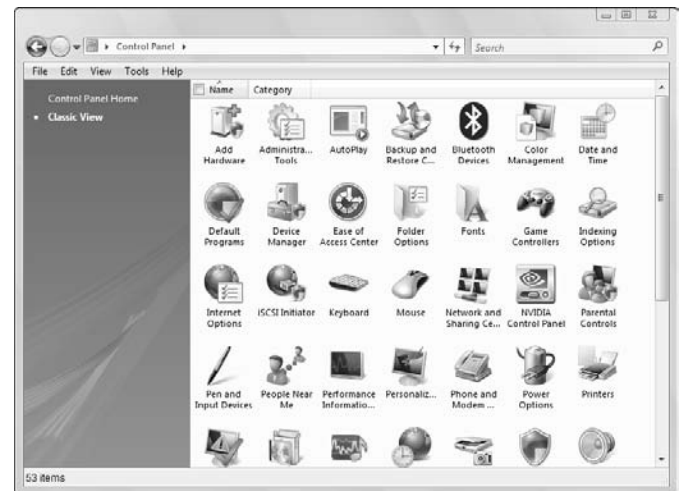 Control Panel
Search
File Edit View Tools Help
Control Panel Home
Classic View
Name Category
Add Hardware
Administra... Tools
AutoPlay
Backup and Restore C...
Bluetooth Devices
Color Management
Date and Time
Default Programs
Device Manager
Ease of Access Center
Folder Options
Fonts
Game Controllers
Indexing Options
Internet Options
iSCSI Initiator
Keyboard
Mouse
Network and Sharing Ce...
NVIDIA Control Panel
Parental Controls
Pen and Input Devices
People Near Me
Performance Informatio...
Personaliz...
Phone and Modem ...
Power Options
Printers
53 items